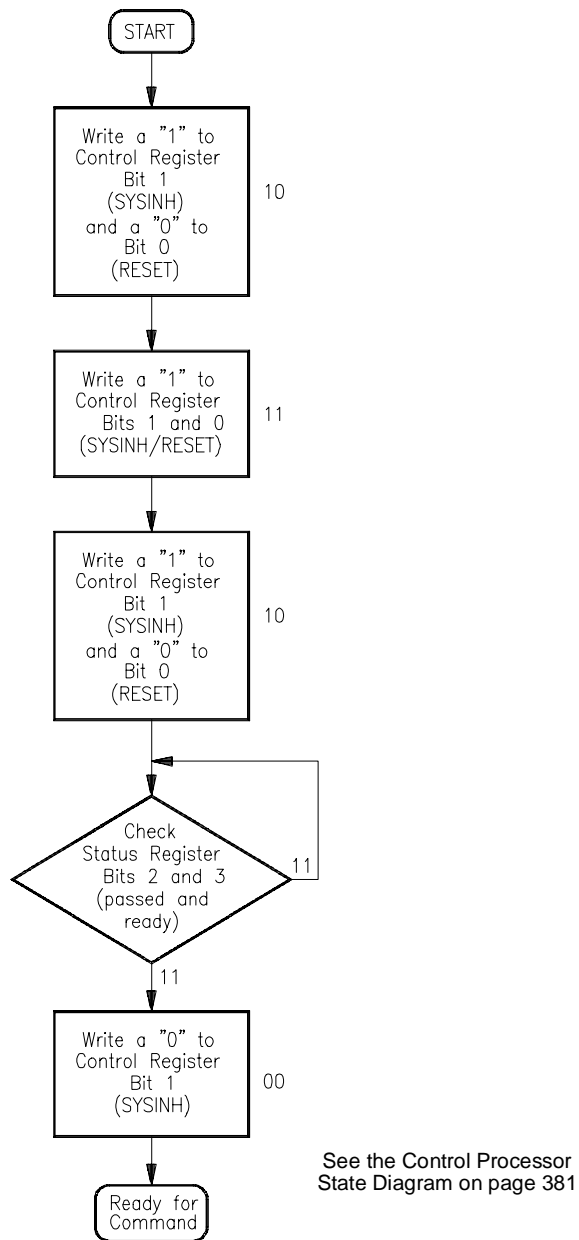 START
Write a "1" to
Control Register
Bit 1
(SYSINH)
and a "0" to
Bit 0
(RESET)
10
Write a "1" to
Control Register
Bits 1 and 0
(SYSINH/RESET)
11
Write a "1" to
Control Register
Bit 1
(SYSINH)
and a "0" to
Bit 0
(RESET)
10
Check
Status Register
Bits 2 and 3
(passed and
ready)
11
11
Write a "0" to
Control Register
Bit 1
(SYSINH)
00
Ready for
Command
See the Control Processor
State Diagram on page 381